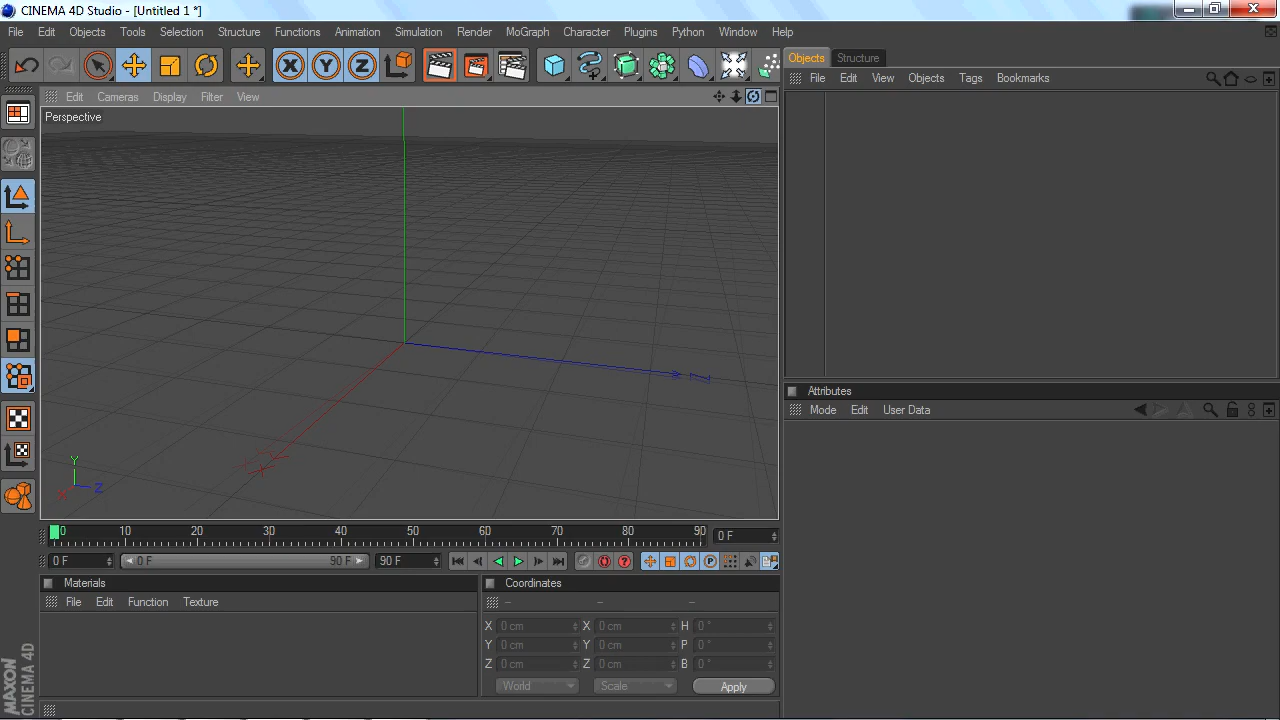 CINEMA 4D Studio - [Untitled 1 *]
File Edit Objects Tools Selection Structure Functions Animation Simulation Render MoGraph Character Plugins Python Window Help
X Y Z
Objects Structure
File Edit View Objects Tags Bookmarks
Edit Cameras Display Filter View
Perspective
Y
Z
X
0 10 20 30 40 50 60 70 80 90 0 F
0 F 0 F 90 F 90 F
Attributes
Mode Edit User Data
Materials
File Edit Function Texture
Coordinates
– – –
X 0 cm X 0 cm H 0 °
Y 0 cm Y 0 cm P 0 °
Z 0 cm Z 0 cm B 0 °
World Scale Apply
MAXON
CINEMA 4D